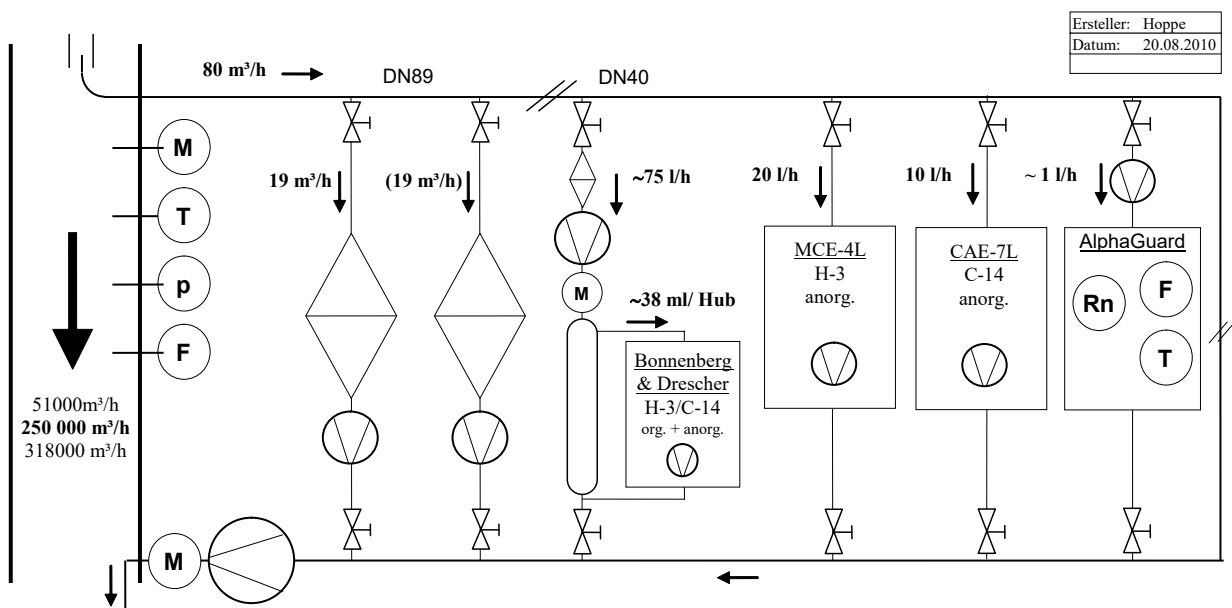 Ersteller: Hoppe
Datum: 20.08.2010
80 m³/h
DN89
DN40
M
T
p
F
51000m³/h
250 000 m³/h
318000 m³/h
19 m³/h
(19 m³/h)
~75 l/h
M
~38 ml/ Hub
Bonnenberg
& Drescher
H-3/C-14
org. + anorg.
20 l/h
MCE-4L
H-3
anorg.
10 l/h
CAE-7L
C-14
anorg.
~ 1 l/h
AlphaGuard
Rn
F
T
M